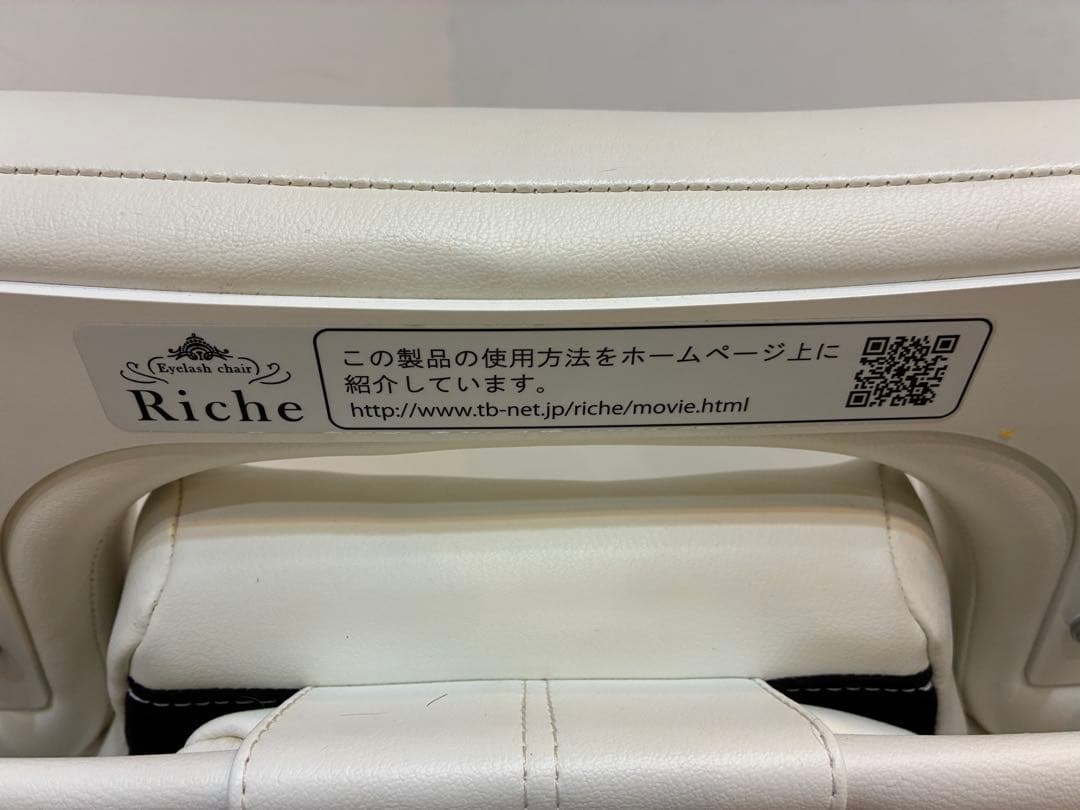 Eyelash chair
Riche
この製品の使用方法をホームページ上に
紹介しています。
http://www.tb-net.jp/riche/movie.html